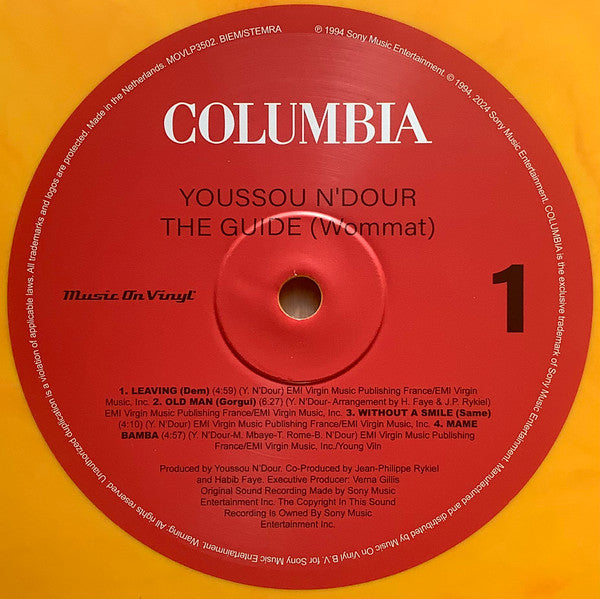 COLUMBIA
YOUSSOU N'DOUR
THE GUIDE (Wommat)
Music On Vinyl
1
1. LEAVING (Dem) (4:59) (Y. N'Dour) EMI Virgin Music Publishing France/EMI Virgin
Music, Inc. 2. OLD MAN (Gorgui) (6:27) (Y. N'Dour- Arrangement by H. Faye & J.P. Rykiel)
EMI Virgin Music Publishing France/EMI Virgin Music, Inc. 3. WITHOUT A SMILE (Same)
(4:10) (Y. N'Dour) EMI Virgin Music Publishing France/EMI Virgin Music, Inc. 4. MAME
BAMBA (4:57) (Y. N'Dour-M. Mbaye-T. Rome-B. N'Dour) EMI Virgin Music Publishing
France/EMI Virgin Music, Inc./Young Viln
Produced by Youssou N'Dour. Co-Produced by Jean-Philippe Rykiel
and Habib Faye. Executive Producer: Verna Gillis
Original Sound Recording Made by Sony Music
Entertainment Inc. The Copyright In This Sound
Recording Is Owned By Sony Music
Entertainment Inc.
℗ 1994 Sony Music Entertainment. © 1994, 2024 Sony Music Entertainment. COLUMBIA is the exclusive trademark of Sony Music Entertainment. Manufactured and distributed by Music On Vinyl B.V. for Sony Music Entertainment. Warning: All rights reserved. Unauthorized duplication is a violation of applicable laws. All trademarks and logos are protected. Made in the Netherlands. MOVLP3502. BIEM/STEMRA